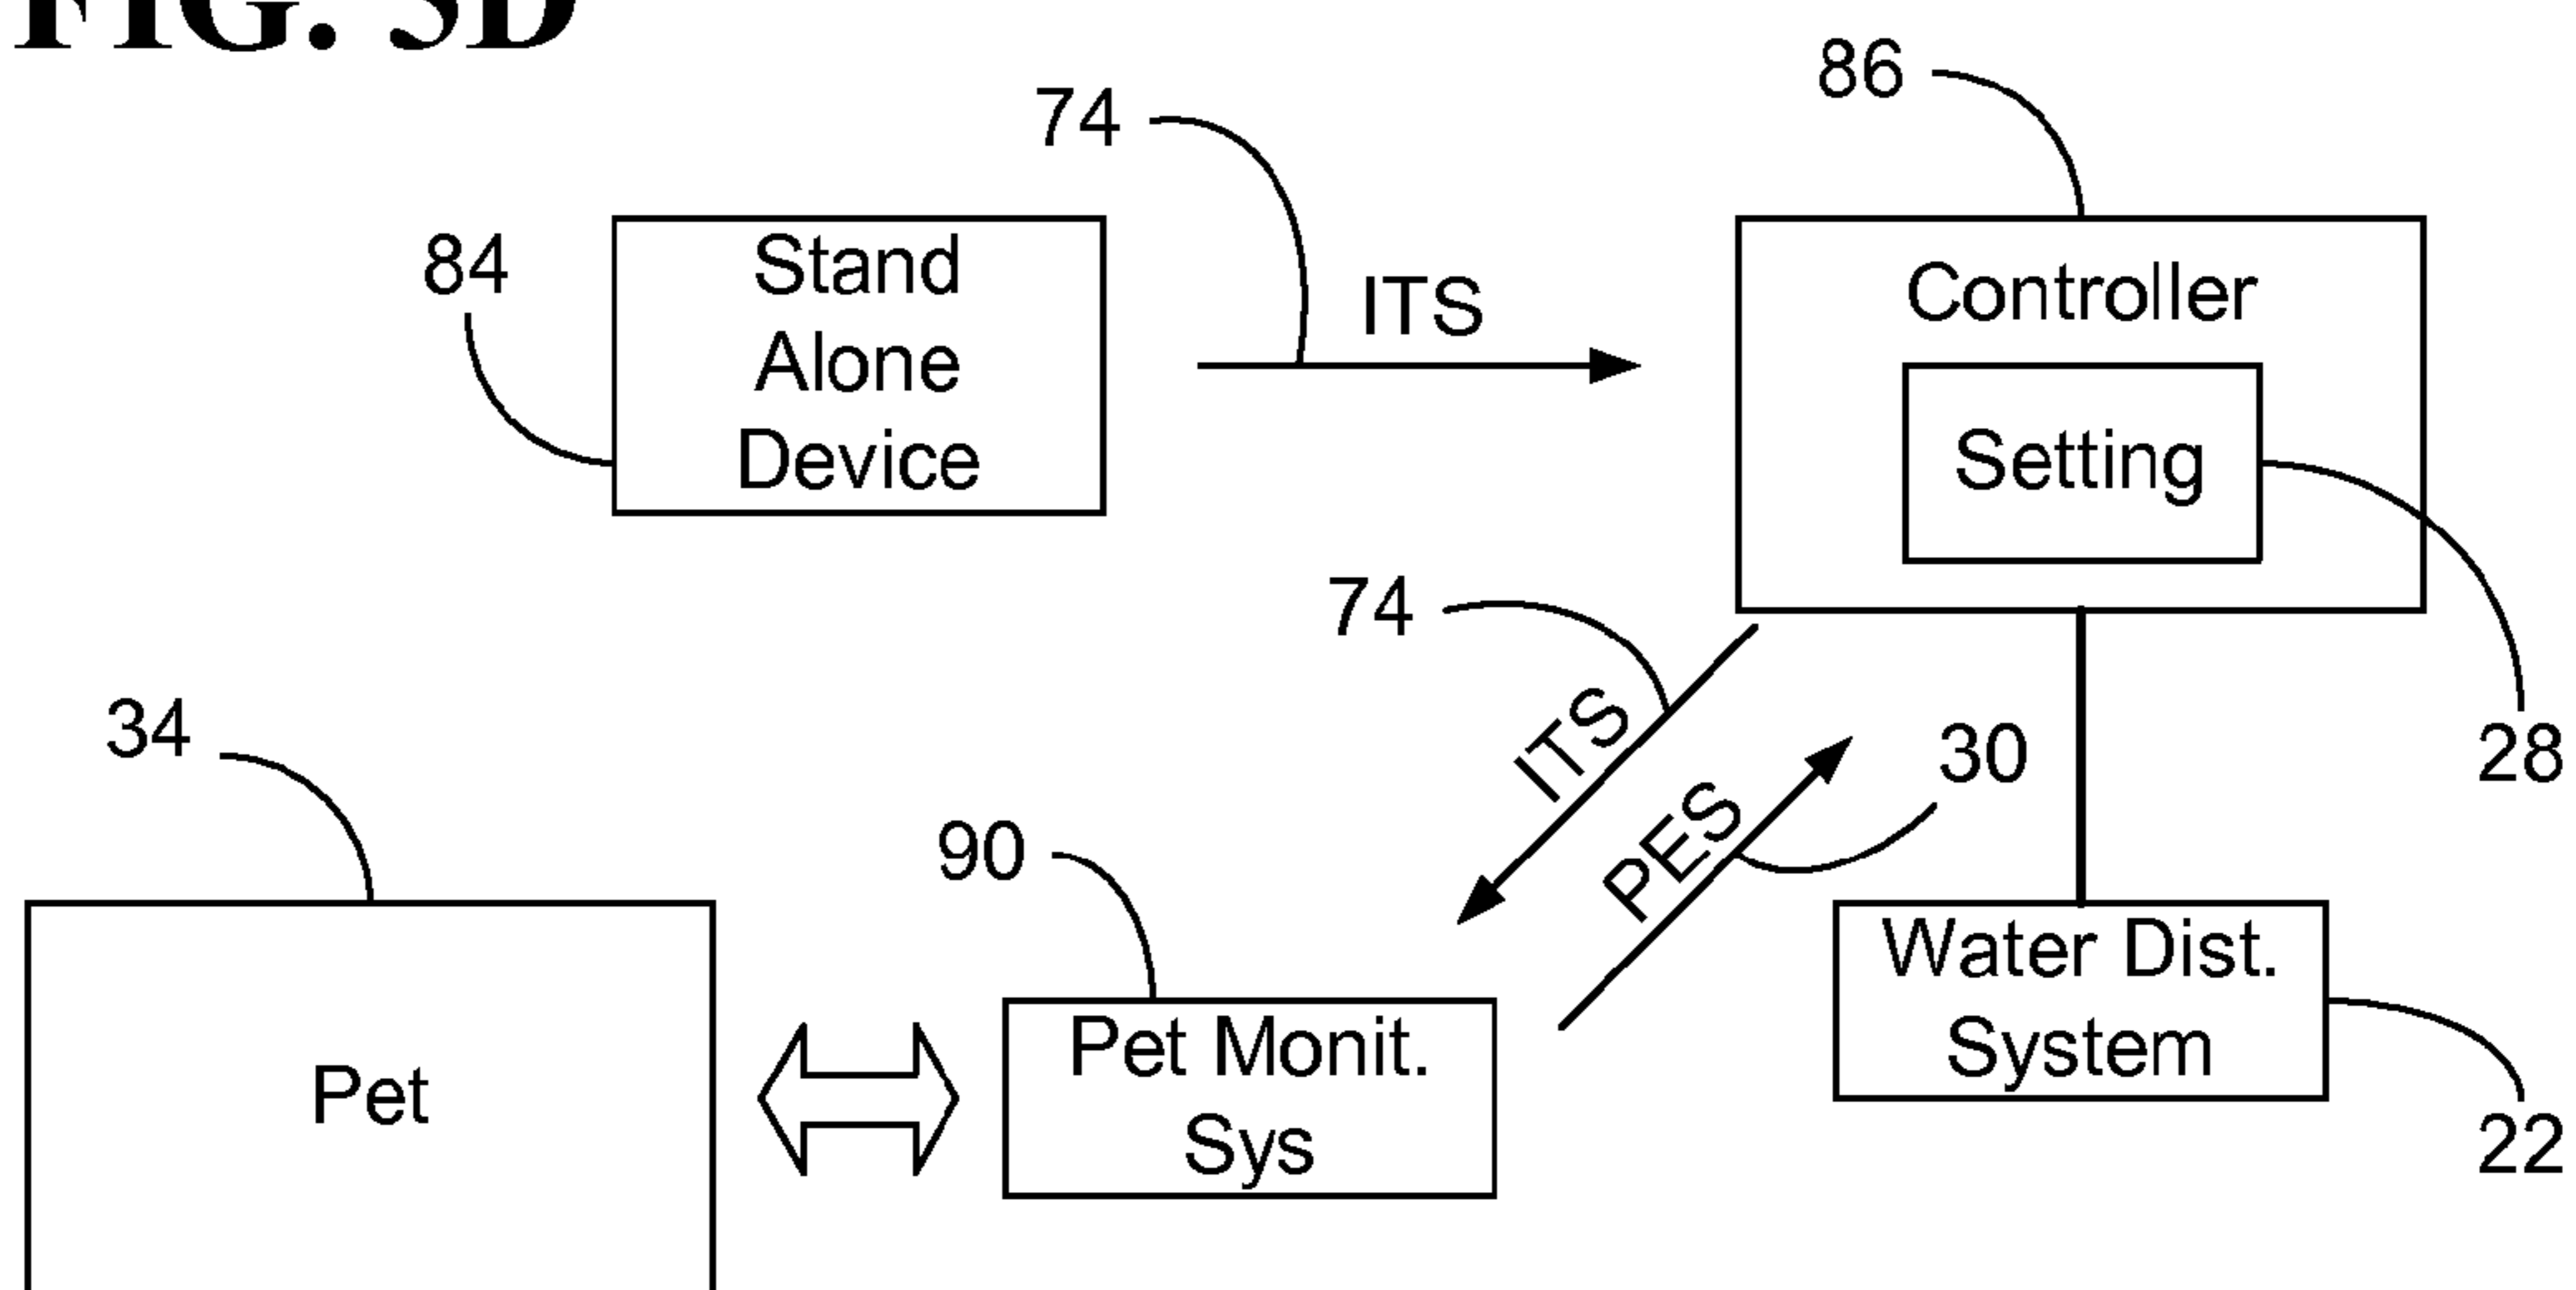 FIG. 5D
86
74
84
Stand
Alone
Device
ITS
Controller
Setting
74
34
ITS
30
28
90
PES
Pet
Pet Monit.
Sys
Water Dist.
System
22